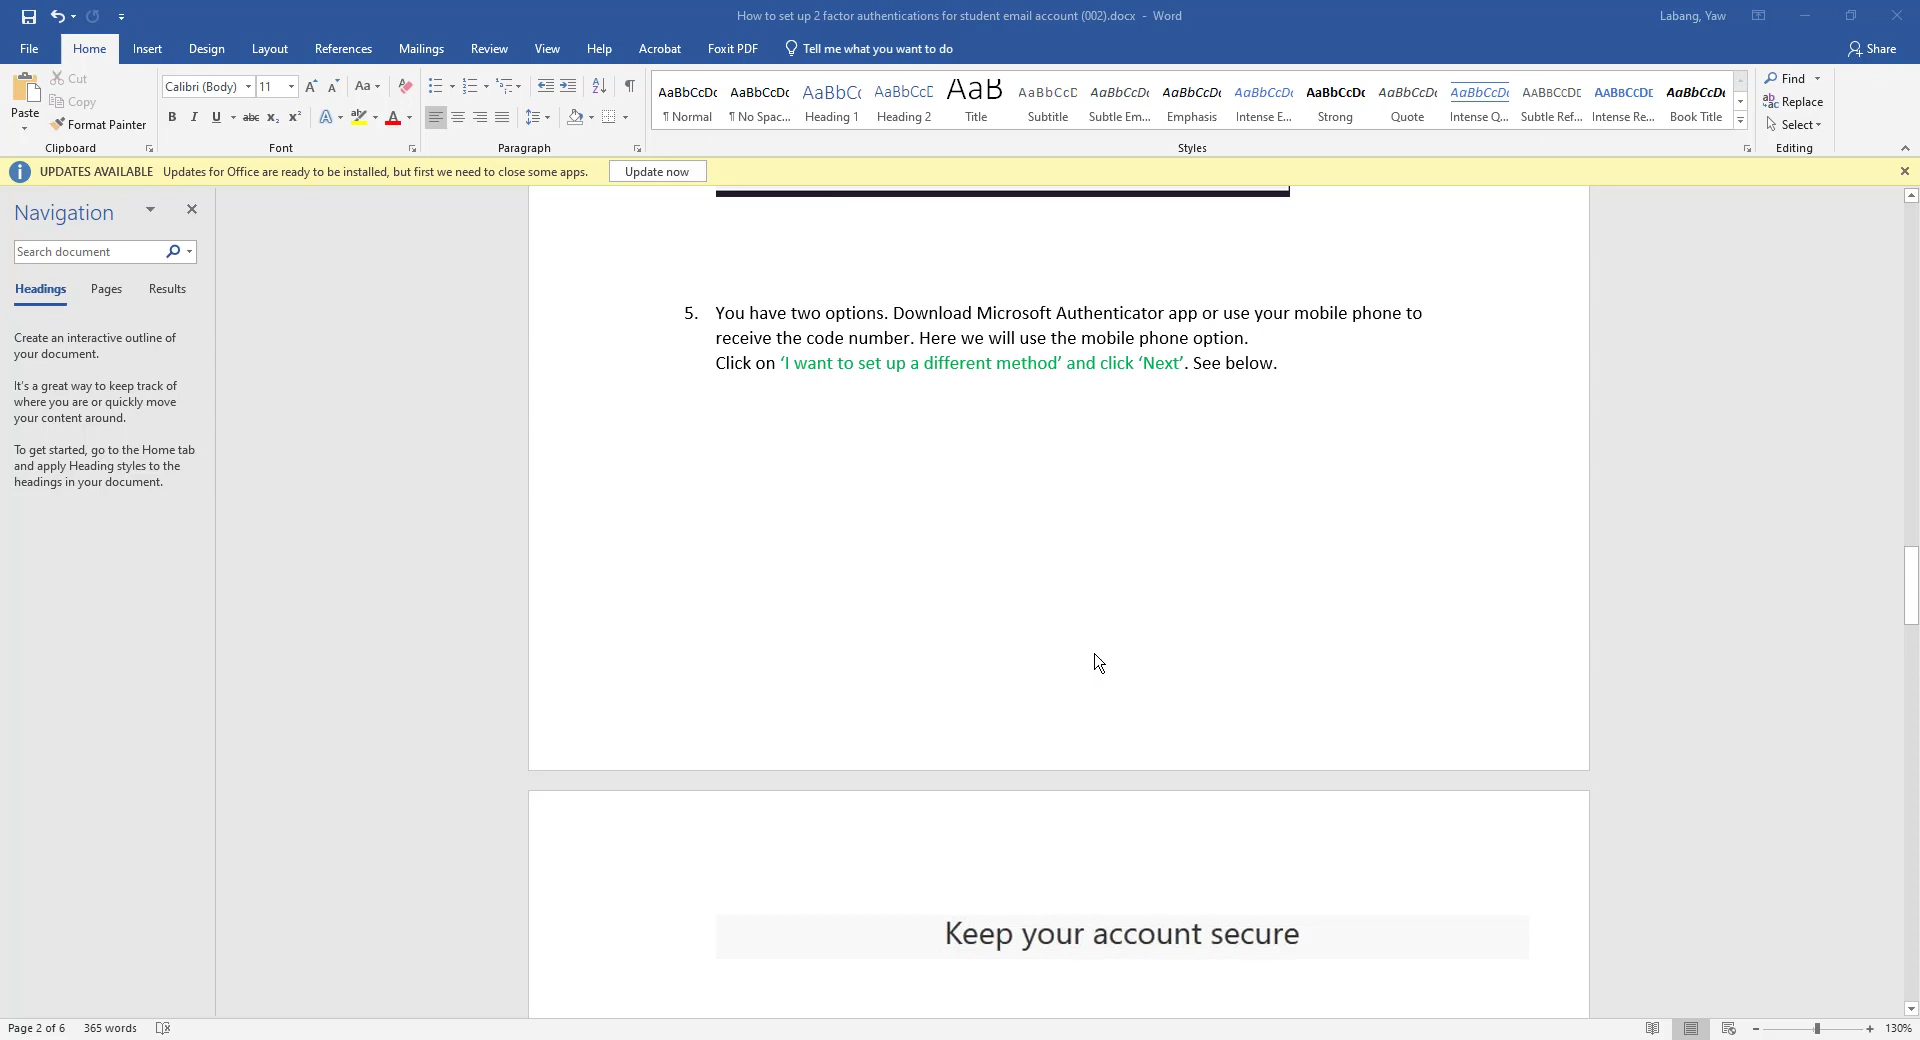 How to set up 2 factor authentications for student email account (002).docx - Word
Labang, Yaw
File Home Insert Design Layout References Mailings Review View Help Acrobat Foxit PDF Tell me what you want to do Share
Paste
Cut
Copy
Format Painter
Clipboard
Calibri (Body) 11
Font
Paragraph
AaBbCcDc AaBbCcDc AaBbC( AaBbCcD AaB AaBbCcD AaBbCcDc AaBbCcDc AaBbCcDc AaBbCcDc AaBbCcDc AaBbCcDc AaBbCcDd AaBbCcDd AaBbCcDc
¶ Normal ¶ No Spac... Heading 1 Heading 2 Title Subtitle Subtle Em... Emphasis Intense E... Strong Quote Intense Q... Subtle Ref... Intense Re... Book Title
Styles
Find
Replace
Select
Editing
UPDATES AVAILABLE Updates for Office are ready to be installed, but first we need to close some apps. Update now
Navigation
Search document
Headings Pages Results
Create an interactive outline of
your document.
It's a great way to keep track of
where you are or quickly move
your content around.
To get started, go to the Home tab
and apply Heading styles to the
headings in your document.
5. You have two options. Download Microsoft Authenticator app or use your mobile phone to
receive the code number. Here we will use the mobile phone option.
Click on ‘I want to set up a different method’ and click ‘Next’. See below.
Keep your account secure
Page 2 of 6 365 words
130%